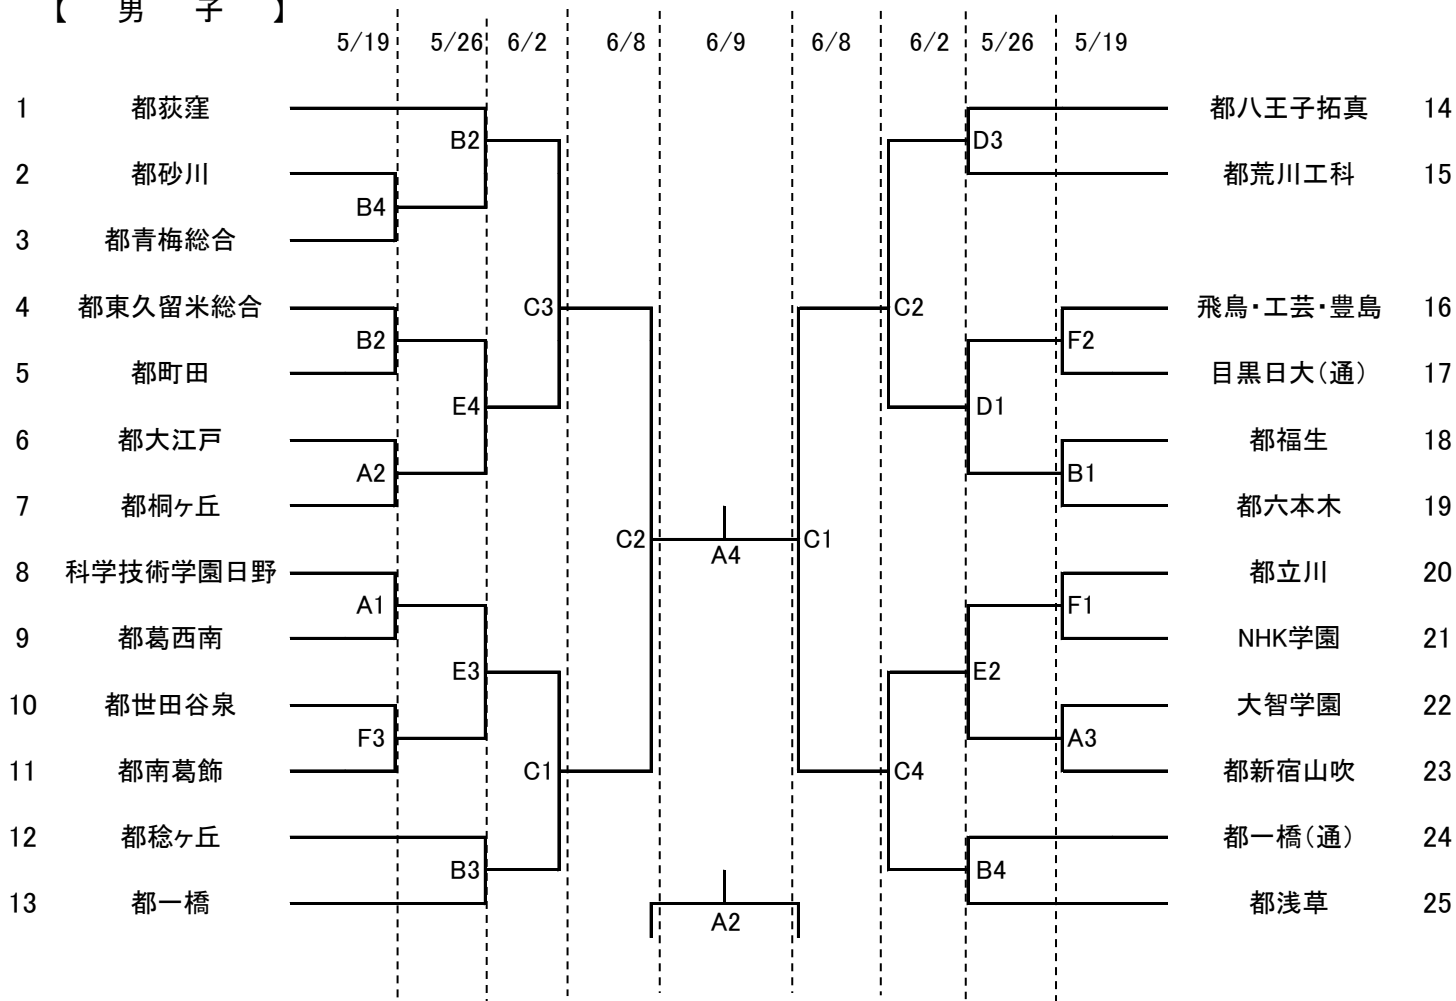 【 男 子 】
5/19 5/26 6/2 6/8 6/9 6/8 6/2 5/26 5/19
1 都荻窪 都八王子拓真 14
B2 D3
2 都砂川 都荒川工科 15
B4
3 都青梅総合
4 都東久留米総合 C3 C2 飛鳥・工芸・豊島 16
B2 F2
5 都町田 目黒日大（通） 17
E4 D1
6 都大江戸 都福生 18
A2 B1
7 都桐ヶ丘 都六本木 19
C2 A4 C1
8 科学技術学園日野 都立川 20
A1 F1
9 都葛西南 NHK学園 21
E3 E2
10 都世田谷泉 大智学園 22
F3 A3
11 都南葛飾 C1 C4 都新宿山吹 23
12 都稔ヶ丘 都一橋（通） 24
B3 B4
13 都一橋 都浅草 25
A2